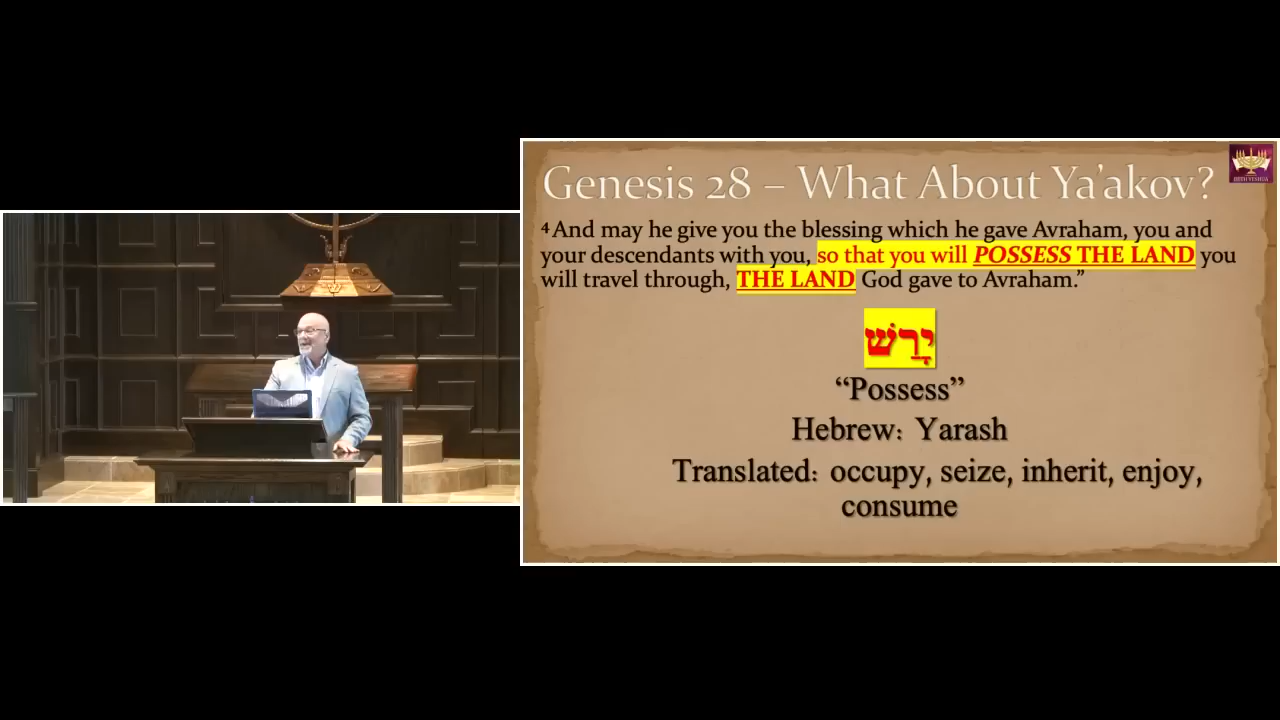 Genesis 28 – What About Ya’akov?
BETH YESHUA
⁴ And may he give you the blessing which he gave Avraham, you and
your descendants with you, so that you will POSSESS THE LAND you
will travel through, THE LAND God gave to Avraham.”
יָרַשׁ
“Possess”
Hebrew: Yarash
Translated: occupy, seize, inherit, enjoy,
consume